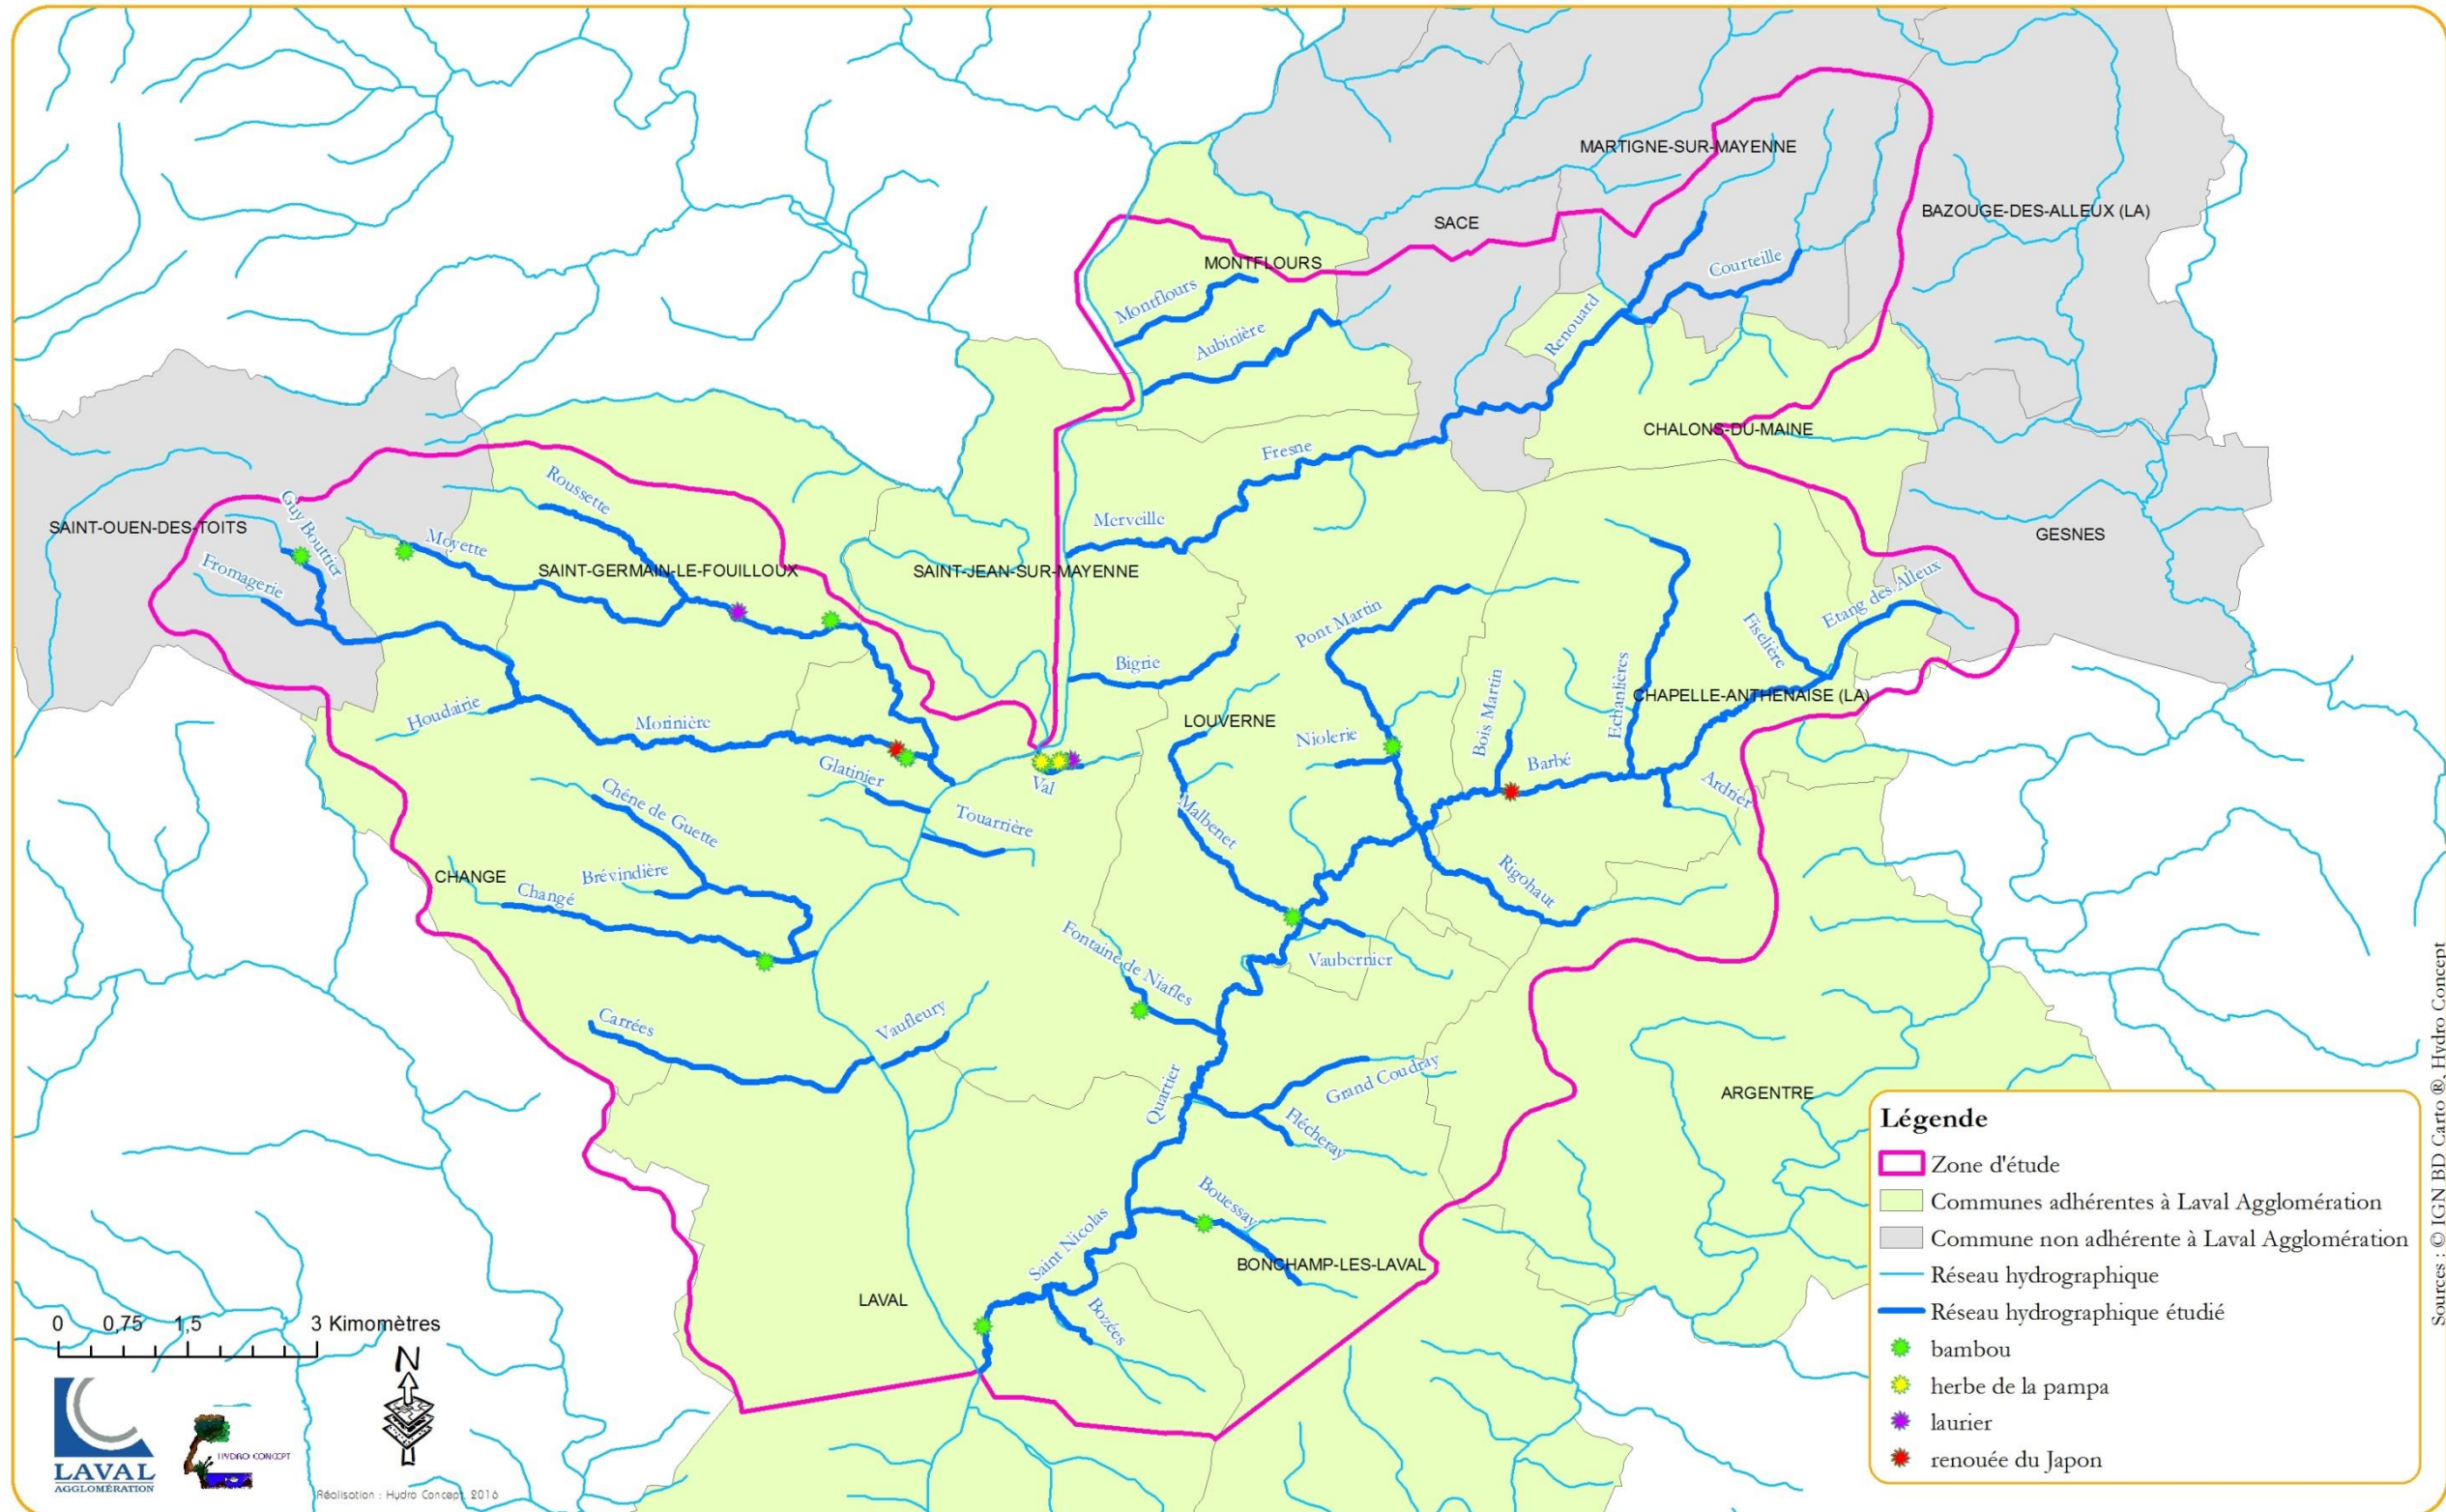 MARTIGNE-SUR-MAYENNE
BAZOUGE-DES-ALLEUX (LA)
SACE
MONTFLOURS
Courteille
Montflours
Renouard
Aubinière
CHALONS-DU-MAINE
Fresne
Roussette
Guy Bouttier
SAINT-OUEN-DES-TOITS
Merveille
GESNES
Moyette
SAINT-GERMAIN-LE-FOUILLOUX
SAINT-JEAN-SUR-MAYENNE
Fromagerie
Etang des Alleux
Pont Martin
Fiselière
Bigrie
Echanlières
CHAPELLE-ANTHENAISE (LA)
Bois Martin
Houdairie
Morinière
LOUVERNE
Niolerie
Barbé
Glatinier
Val
Ardrier
Chêne de Guette
Touarrière
Malbenet
CHANGE
Brévindière
Changé
Rigohaut
Fontaine de Niafles
Vaubernier
Carrées
Vaufleury
Quartier
Grand Coudray
Flécheray
ARGENTRE
Bouessay
Saint Nicolas
BONCHAMP-LES-LAVAL
LAVAL
Bozées
Légende
Zone d'étude
Communes adhérentes à Laval Agglomération
Commune non adhérente à Laval Agglomération
Réseau hydrographique
Réseau hydrographique étudié
bambou
herbe de la pampa
laurier
renouée du Japon
0 0,75 1,5 3 Kimomètres
N
LAVAL
AGGLOMÉRATION
HYDRO CONCEPT
Réalisation : Hydro Concept, 2016
Sources : © IGN BD Carto ®, Hydro Concept